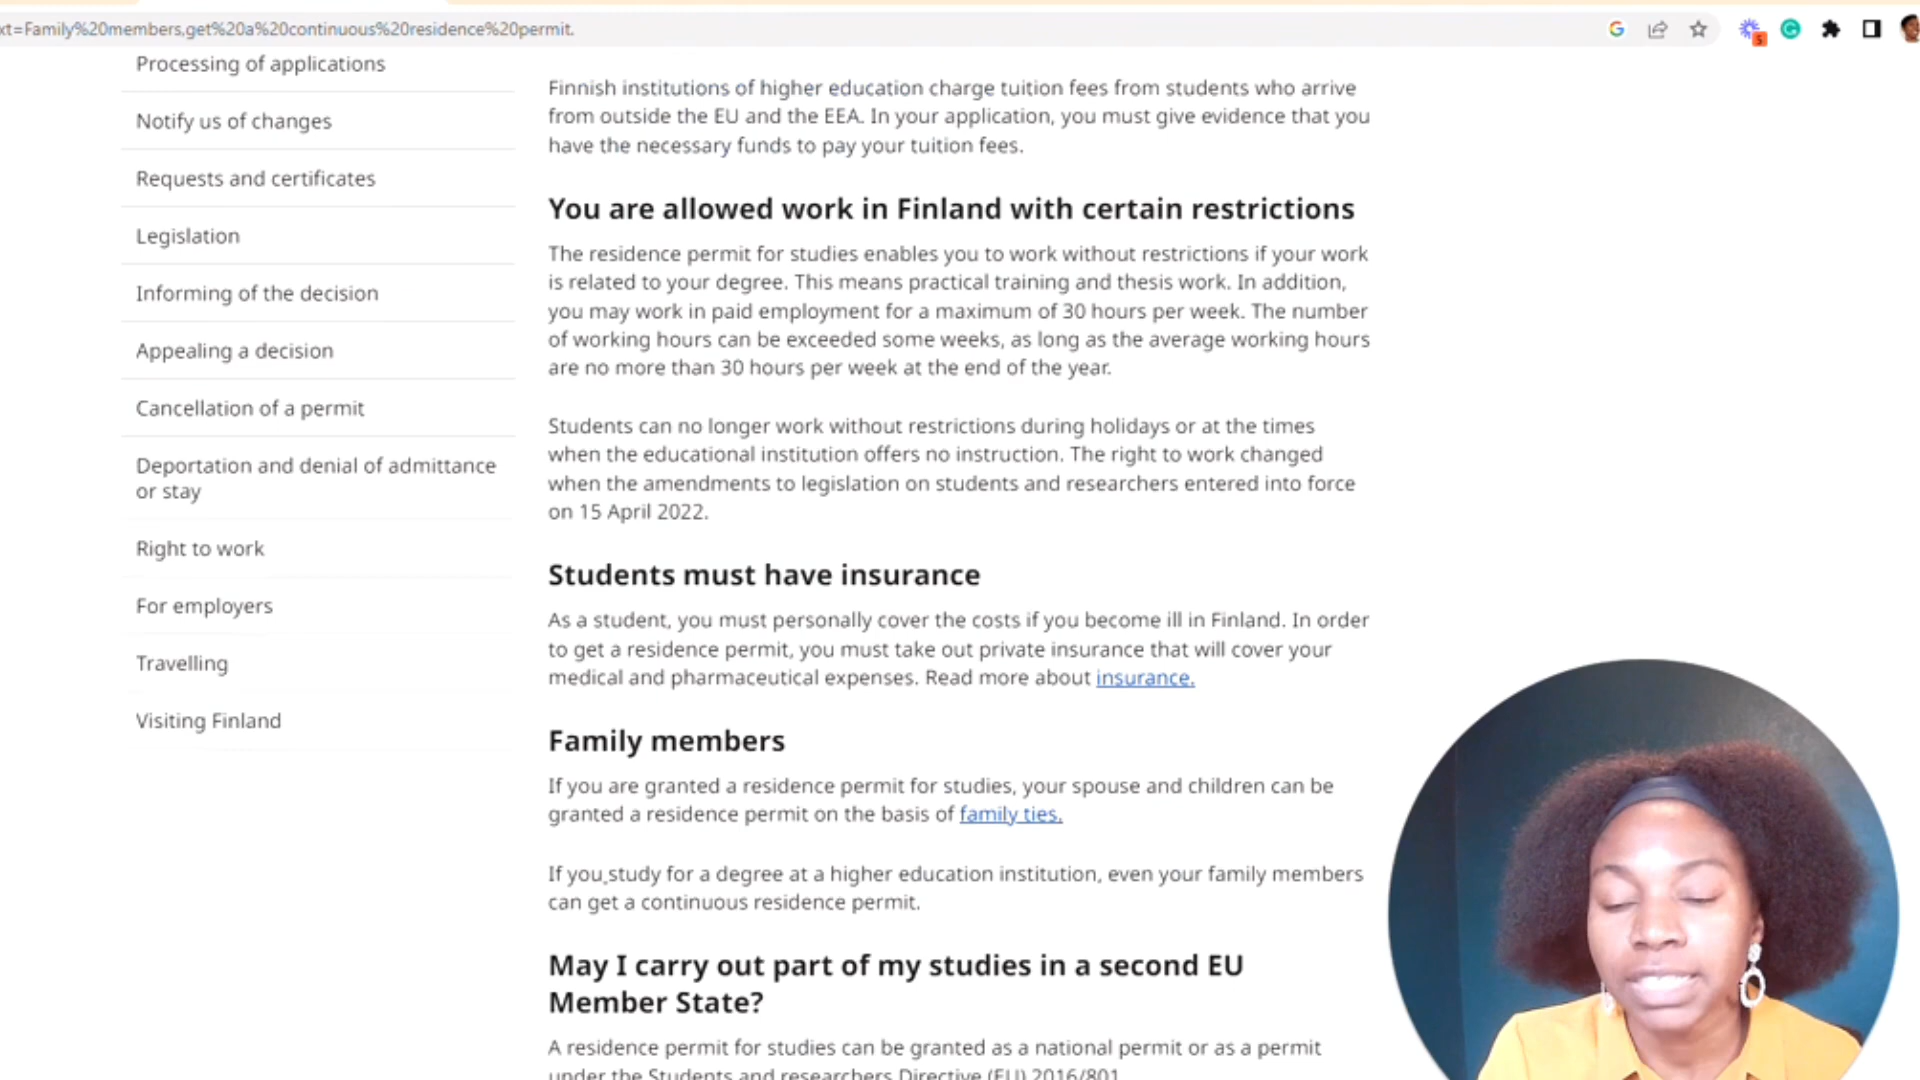 xt=Family%20members,get%20a%20continuous%20residence%20permit.
5
Processing of applications
Notify us of changes
Requests and certificates
Legislation
Informing of the decision
Appealing a decision
Cancellation of a permit
Deportation and denial of admittance
or stay
Right to work
For employers
Travelling
Visiting Finland
Finnish institutions of higher education charge tuition fees from students who arrive
from outside the EU and the EEA. In your application, you must give evidence that you
have the necessary funds to pay your tuition fees.
You are allowed work in Finland with certain restrictions
The residence permit for studies enables you to work without restrictions if your work
is related to your degree. This means practical training and thesis work. In addition,
you may work in paid employment for a maximum of 30 hours per week. The number
of working hours can be exceeded some weeks, as long as the average working hours
are no more than 30 hours per week at the end of the year.
Students can no longer work without restrictions during holidays or at the times
when the educational institution offers no instruction. The right to work changed
when the amendments to legislation on students and researchers entered into force
on 15 April 2022.
Students must have insurance
As a student, you must personally cover the costs if you become ill in Finland. In order
to get a residence permit, you must take out private insurance that will cover your
medical and pharmaceutical expenses. Read more about insurance.
Family members
If you are granted a residence permit for studies, your spouse and children can be
granted a residence permit on the basis of family ties.
If you study for a degree at a higher education institution, even your family members
can get a continuous residence permit.
May I carry out part of my studies in a second EU
Member State?
A residence permit for studies can be granted as a national permit or as a permit
under the Students and researchers Directive (EU) 2016/801